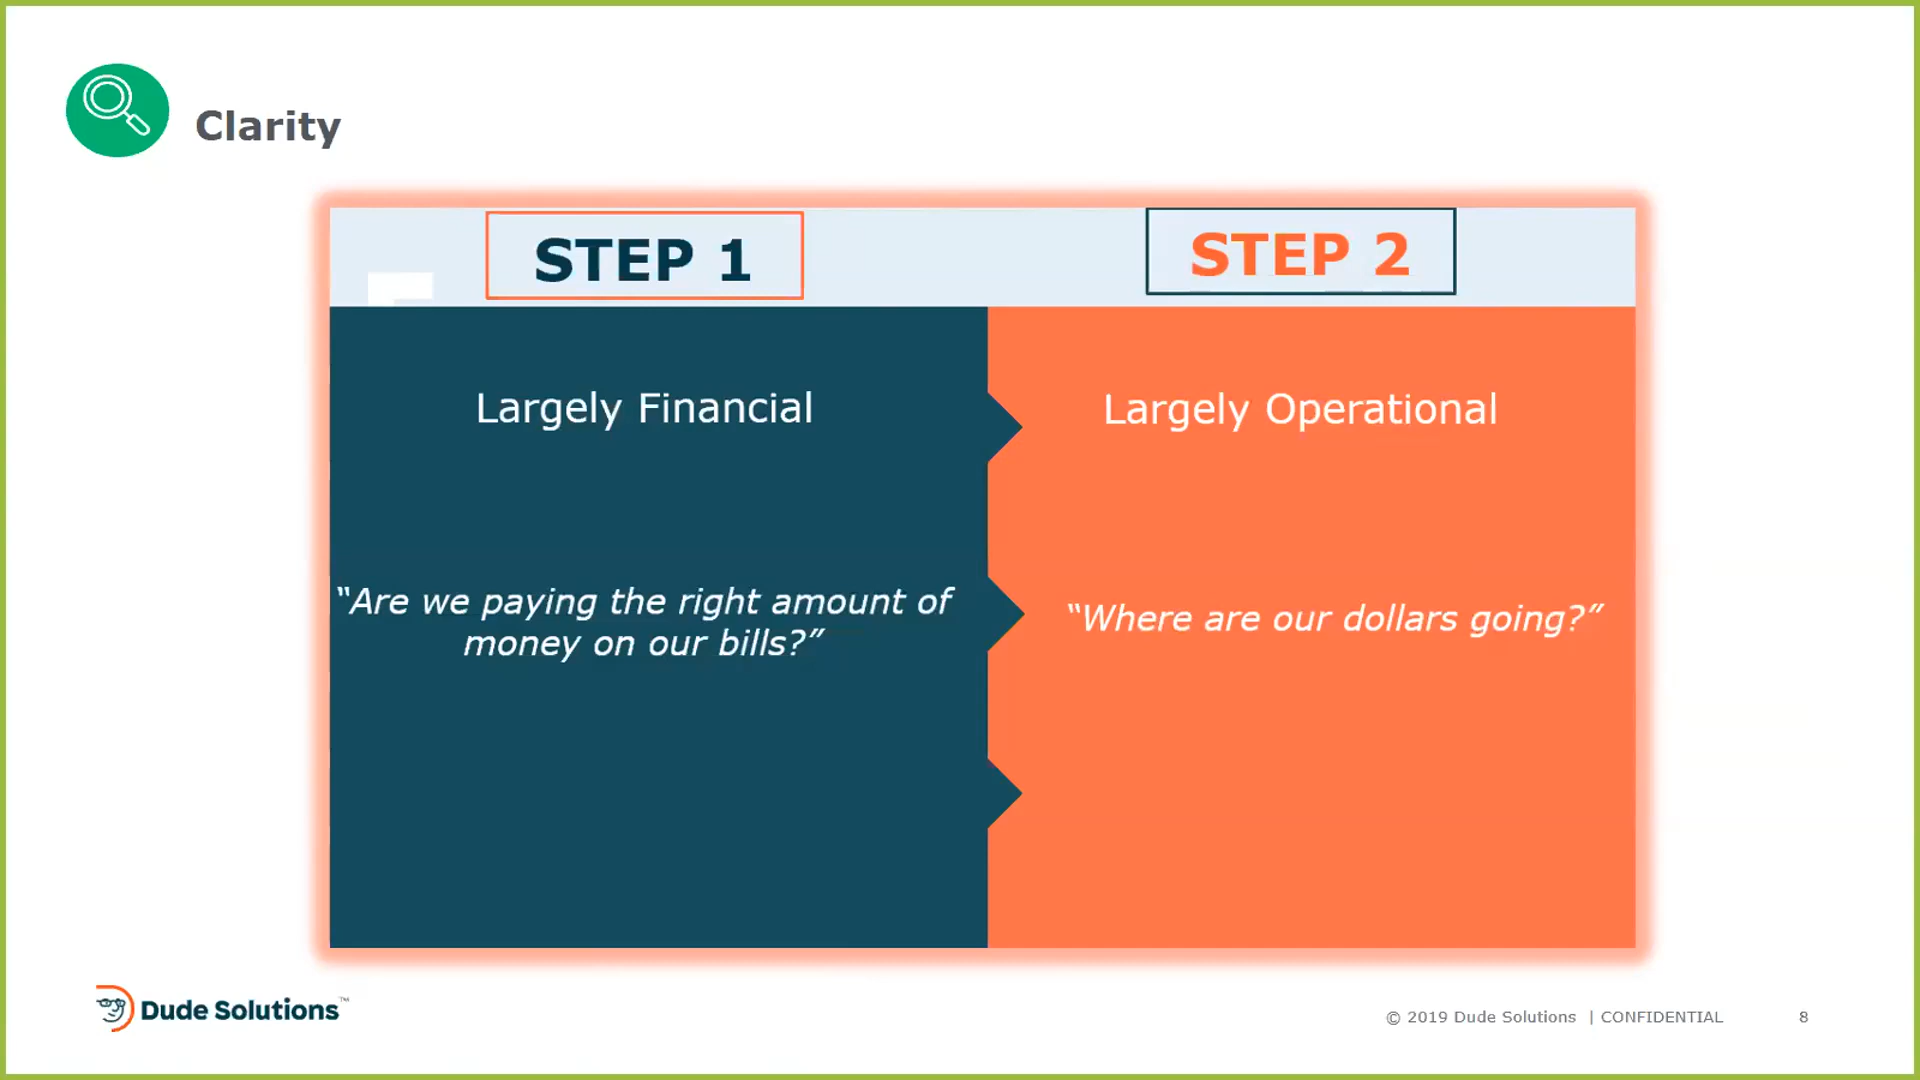 Clarity
STEP 1
STEP 2
Largely Financial
Largely Operational
“Are we paying the right amount of
money on our bills?”
“Where are our dollars going?”
Dude Solutions™
© 2019 Dude Solutions | CONFIDENTIAL 8